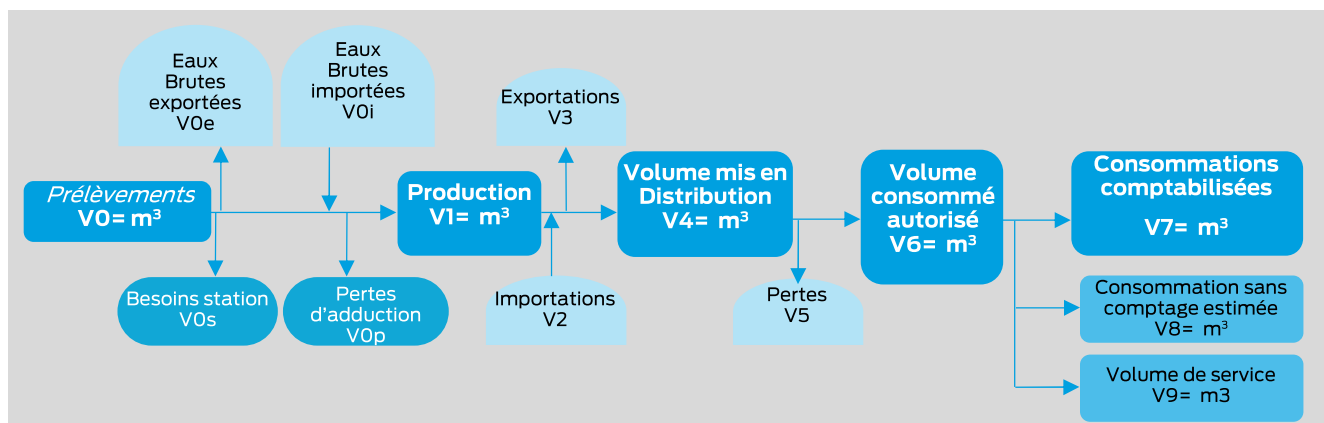 Eaux
Brutes
exportées
V0e
Eaux
Brutes
importées
V0i
Exportations
V3
Prélèvements
V0= m³
Production
V1= m³
Volume mis en
Distribution
V4= m³
Volume
consommé
autorisé
V6= m³
Consommations
comptabilisées
V7= m³
Besoins station
V0s
Pertes
d’adduction
V0p
Importations
V2
Pertes
V5
Consommation sans
comptage estimée
V8= m³
Volume de service
V9= m3